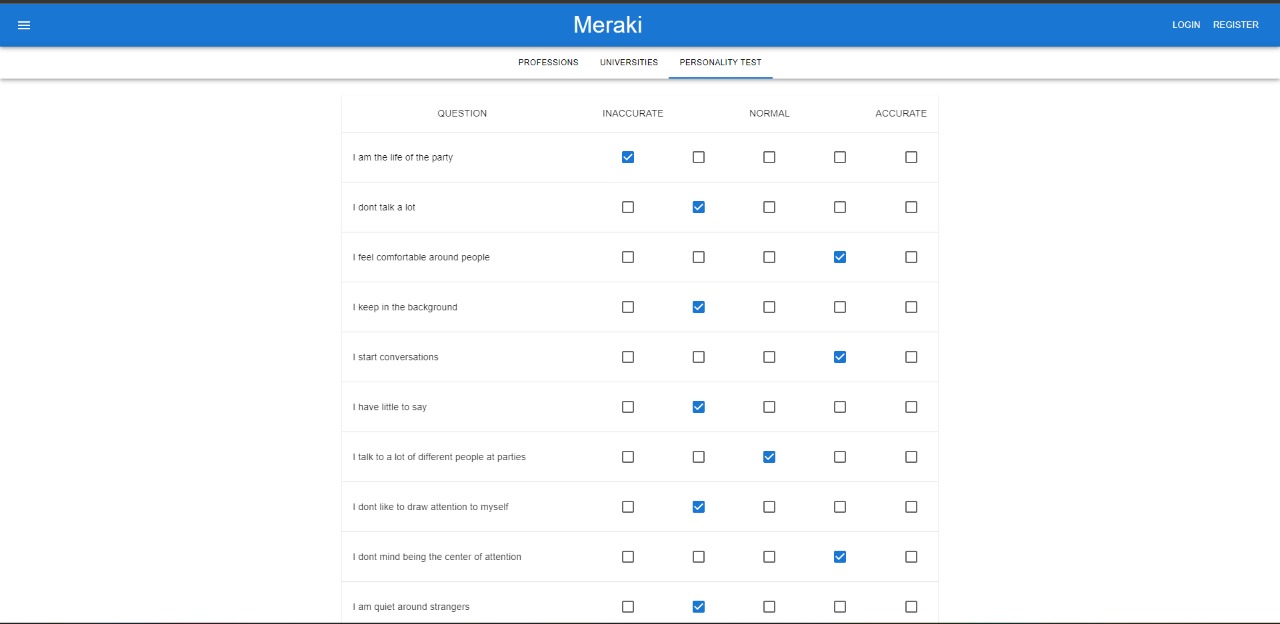 Meraki
LOGIN REGISTER
PROFESSIONS UNIVERSITIES PERSONALITY TEST
QUESTION INACCURATE NORMAL ACCURATE
I am the life of the party
I dont talk a lot
I feel comfortable around people
I keep in the background
I start conversations
I have little to say
I talk to a lot of different people at parties
I dont like to draw attention to myself
I dont mind being the center of attention
I am quiet around strangers